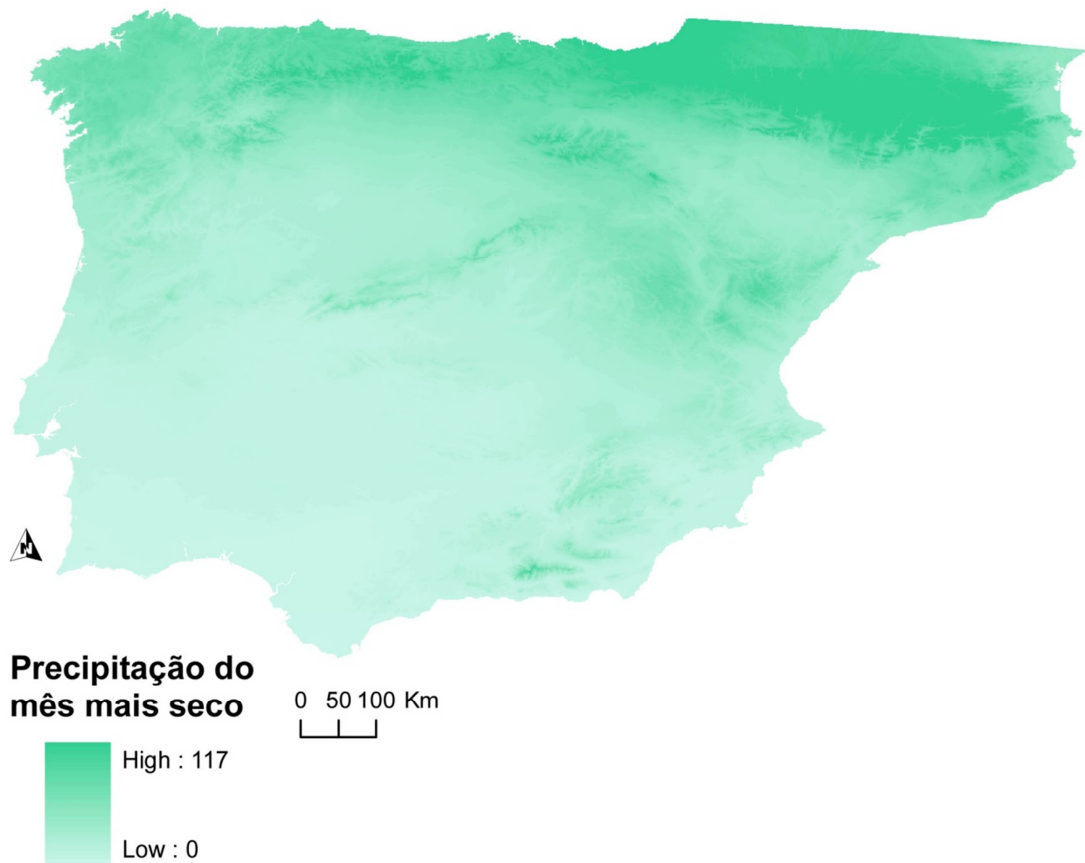 N
Precipitação do
mês mais seco
0 50 100 Km
High : 117
Low : 0